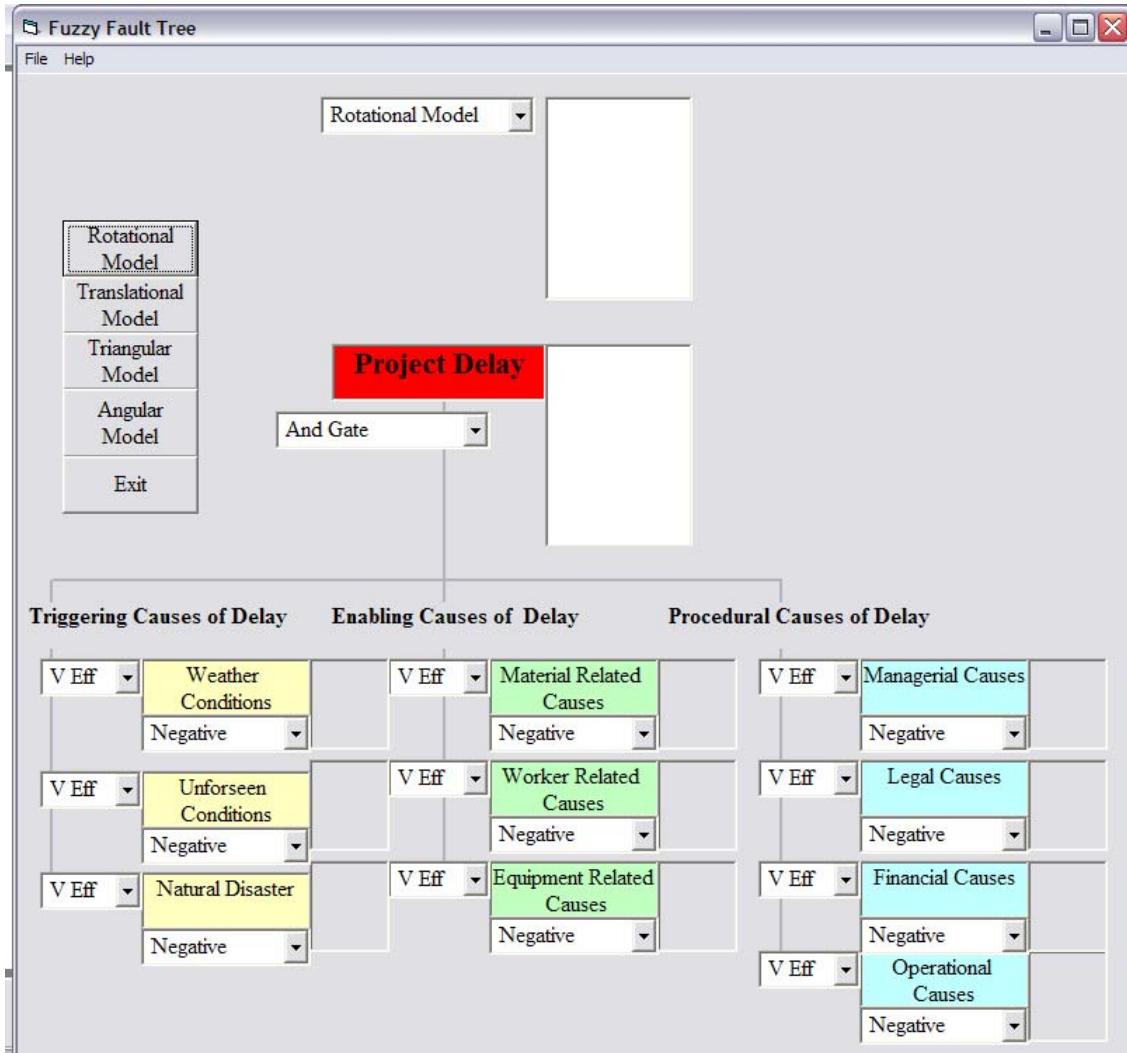 Fuzzy Fault Tree
File Help
Rotational Model
Rotational
Model
Translational
Model
Triangular
Model
Angular
Model
Exit
Project Delay
And Gate
Triggering Causes of Delay
Enabling Causes of Delay
Procedural Causes of Delay
V Eff
Weather
Conditions
Negative
V Eff
Unforseen
Conditions
Negative
V Eff
Natural Disaster
Negative
V Eff
Material Related
Causes
Negative
V Eff
Worker Related
Causes
Negative
V Eff
Equipment Related
Causes
Negative
V Eff
Managerial Causes
Negative
V Eff
Legal Causes
Negative
V Eff
Financial Causes
Negative
V Eff
Operational
Causes
Negative